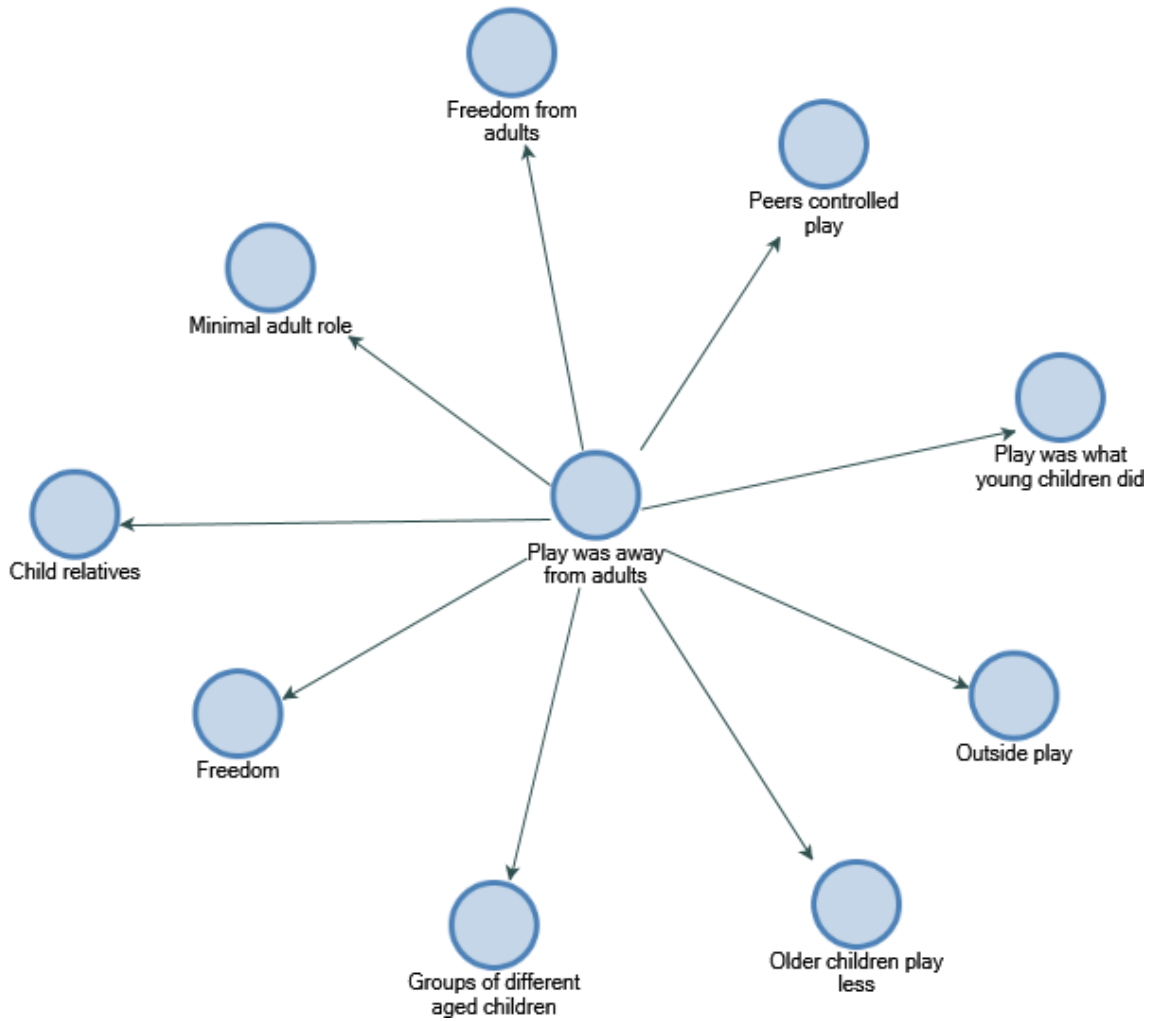 Freedom from
adults
Peers controlled
play
Minimal adult role
Play was what
young children did
Play was away
from adults
Child relatives
Freedom
Outside play
Older children play
less
Groups of different
aged children